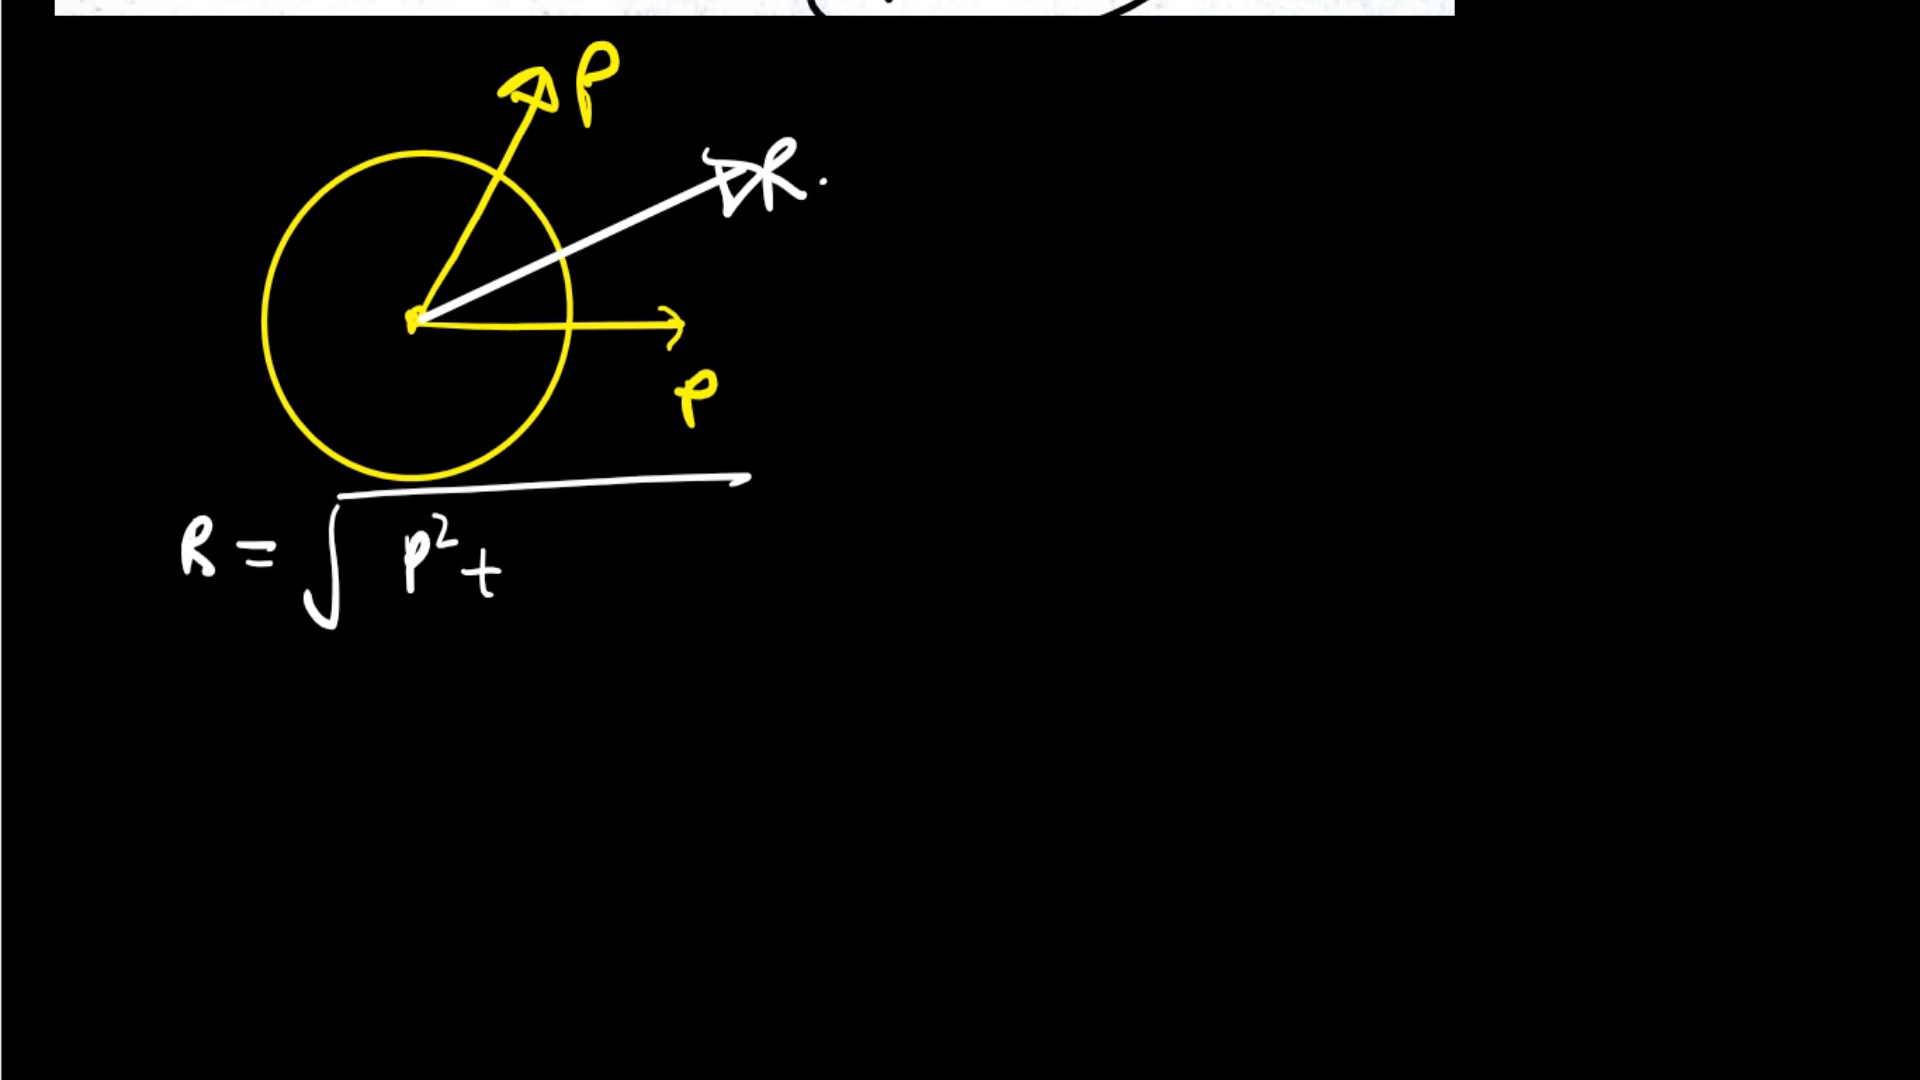 P
R.
P
R = √ P² +